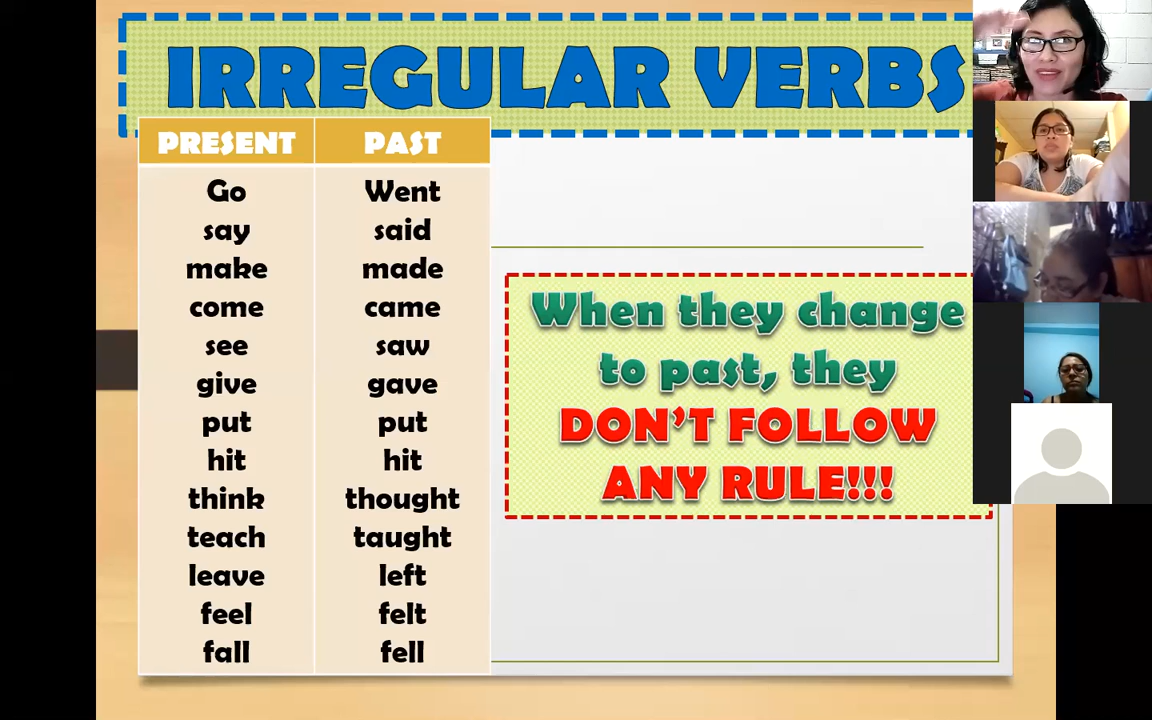 IRREGULAR VERBS
PRESENT PAST
Go Went
say said
make made
come came
see saw
give gave
put put
hit hit
think thought
teach taught
leave left
feel felt
fall fell
When they change
to past, they
DON'T FOLLOW
ANY RULE!!!